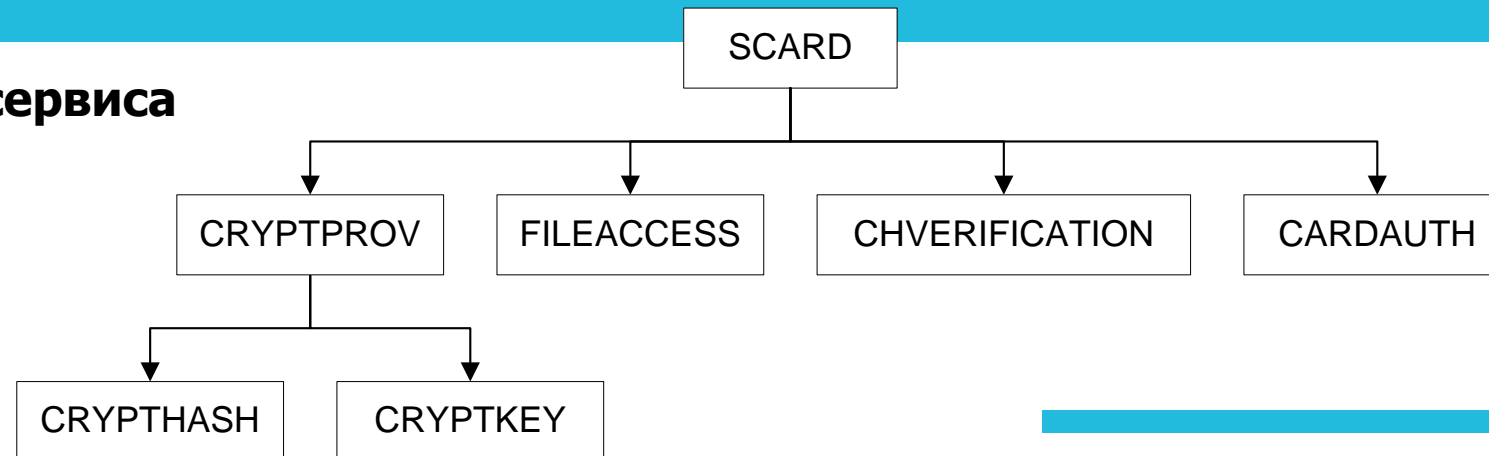 SCARD
сервиса
CRYPTPROV FILEACCESS CHVERIFICATION CARDAUTH
CRYPTHASH CRYPTKEY